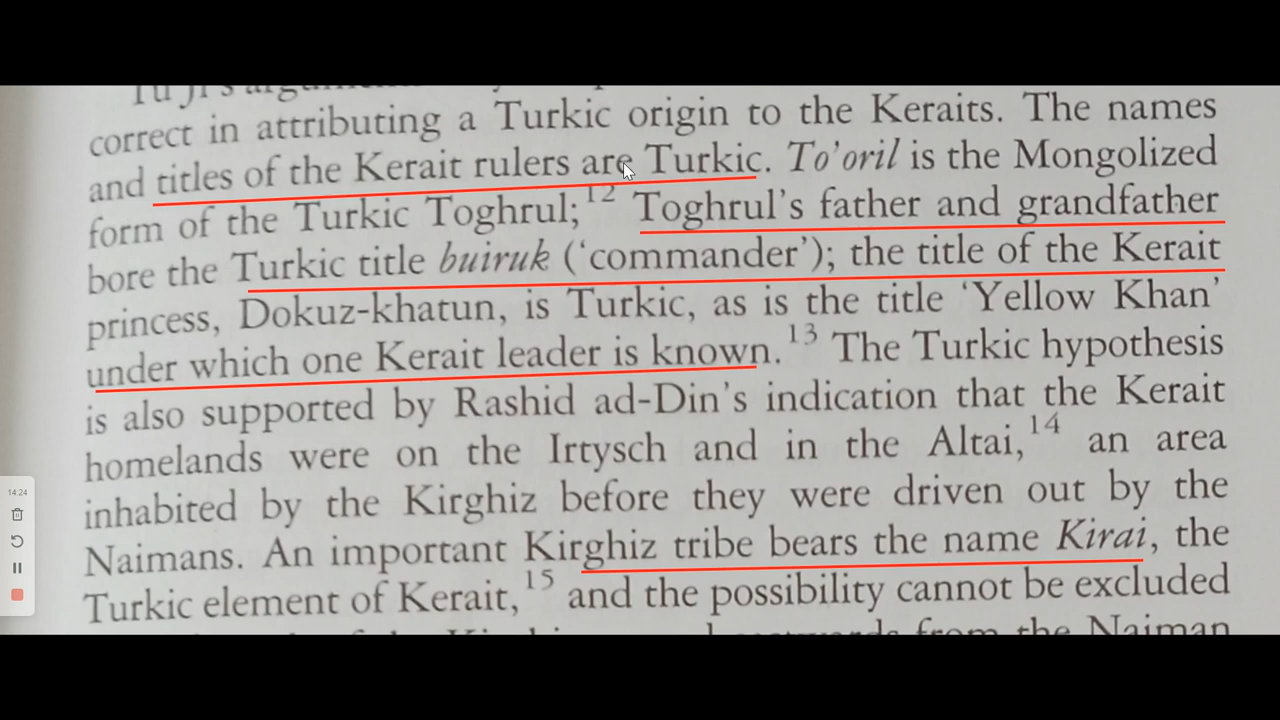 correct in attributing a Turkic origin to the Keraits. The names
and titles of the Kerait rulers are Turkic. To'oril is the Mongolized
form of the Turkic Toghrul;12 Toghrul's father and grandfather
bore the Turkic title buiruk ('commander'); the title of the Kerait
princess, Dokuz-khatun, is Turkic, as is the title 'Yellow Khan'
under which one Kerait leader is known.13 The Turkic hypothesis
is also supported by Rashid ad-Din's indication that the Kerait
homelands were on the Irtysch and in the Altai,14 an area
inhabited by the Kirghiz before they were driven out by the
Naimans. An important Kirghiz tribe bears the name Kirai, the
Turkic element of Kerait,15 and the possibility cannot be excluded
from the Naiman
14:24